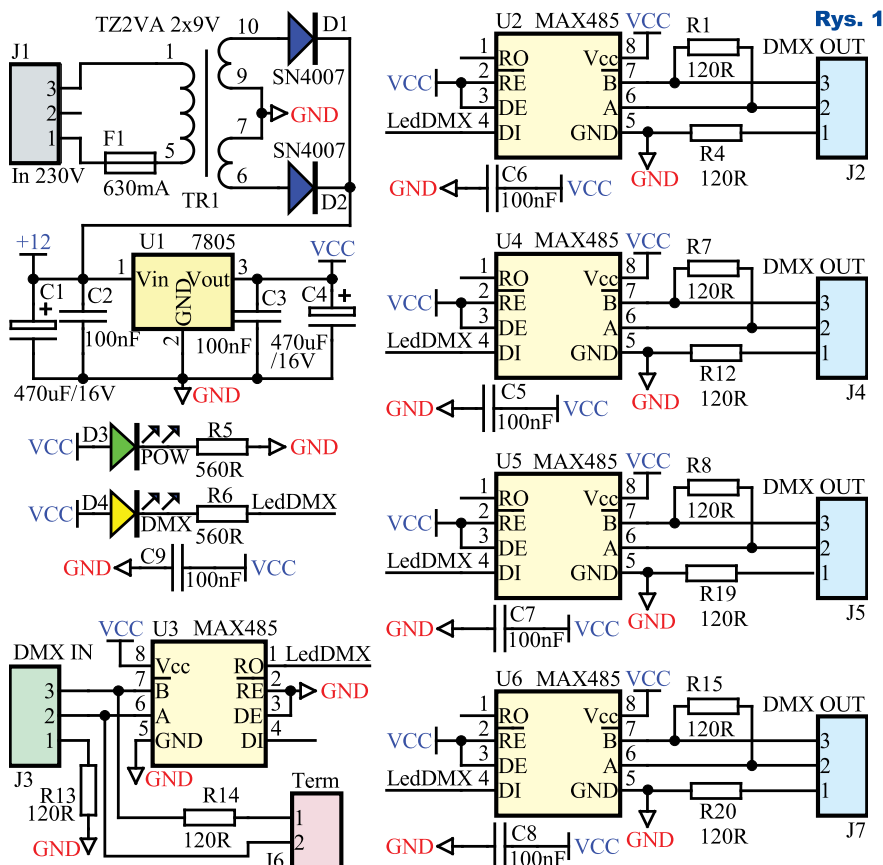 Rys. 1
TZ2VA 2x9V
J1
1
10
D1
3
2
1
9
SN4007
GND
F1
7
SN4007
5
6
In 230V
630mA
TR1
D2
+12
U1 7805
VCC
1
Vin Vout
3
GND
2
C1
+
C2
100nF
C3
100nF
C4
+
470uF
/16V
470uF/16V
GND
VCC
D3
POW
R5
560R
GND
VCC
D4
DMX
R6
560R
LedDMX
GND
C9
100nF
VCC
VCC
U3 MAX485
DMX IN
8 Vcc RO 1 LedDMX
3 7 B RE 2 GND
2 6 A DE 3
1 5 GND DI 4
J3
GND
R13
120R
GND
R14
120R
Term
1
2
J6
U2 MAX485
VCC
R1
DMX OUT
1 RO Vcc 8
120R
VCC 2 RE B 7 3
3 DE A 6 2
LedDMX 4 DI GND 5 1
R4
120R
GND
J2
GND
C6
100nF
VCC
U4 MAX485
VCC
R7
DMX OUT
1 RO Vcc 8
120R
VCC 2 RE B 7 3
3 DE A 6 2
LedDMX 4 DI GND 5 1
R12
120R
GND
J4
GND
C5
100nF
VCC
U5 MAX485
VCC
R8
DMX OUT
1 RO Vcc 8
120R
VCC 2 RE B 7 3
3 DE A 6 2
LedDMX 4 DI GND 5 1
R19
120R
GND
J5
GND
C7
100nF
VCC
U6 MAX485
VCC
R15
DMX OUT
1 RO Vcc 8
120R
VCC 2 RE B 7 3
3 DE A 6 2
LedDMX 4 DI GND 5 1
R20
120R
GND
J7
GND
C8
100nF
VCC